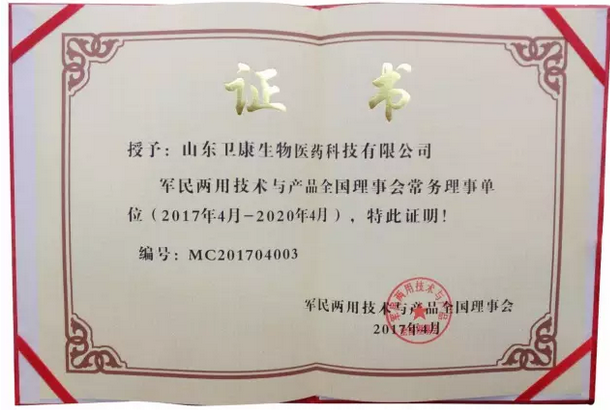 证 书
授予：山东卫康生物医药科技有限公司
军民两用技术与产品全国理事会常务理事单
位（2017年4月-2020年4月），特此证明！
编号：MC201704003
军民两用技术与产品全国理事会
2017年4月